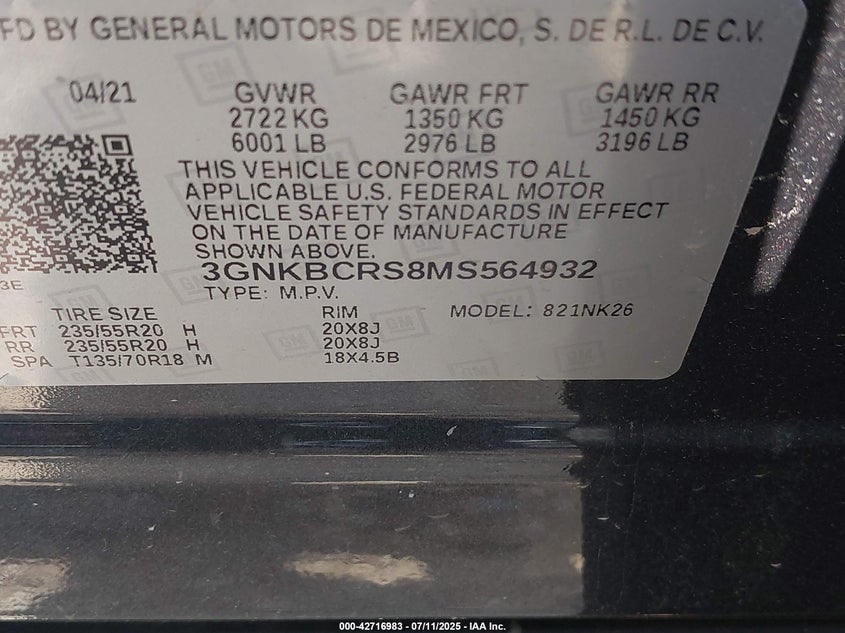 FD BY GENERAL MOTORS DE MEXICO, S. DE R.L. DE C.V.
04/21 GVWR GAWR FRT GAWR RR
2722 KG 1350 KG 1450 KG
6001 LB 2976 LB 3196 LB
THIS VEHICLE CONFORMS TO ALL
APPLICABLE U.S. FEDERAL MOTOR
VEHICLE SAFETY STANDARDS IN EFFECT
ON THE DATE OF MANUFACTURE
SHOWN ABOVE.
3GNKBCRS8MS564932
3E
TYPE: M.P.V.
TIRE SIZE RIM MODEL: 821NK26
FRT 235/55R20 H 20X8J
RR 235/55R20 H 20X8J
SPA T135/70R18 M 18X4.5B
000-42716983 - 07/11/2025 - IAA Inc.